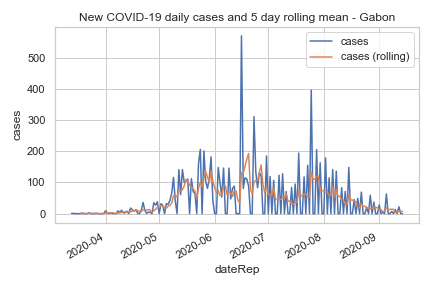 New COVID-19 daily cases and 5 day rolling mean - Gabon
cases
cases (rolling)
500
400
300
200
100
0
cases
2020-04
2020-05
2020-06
2020-07
2020-08
2020-09
dateRep